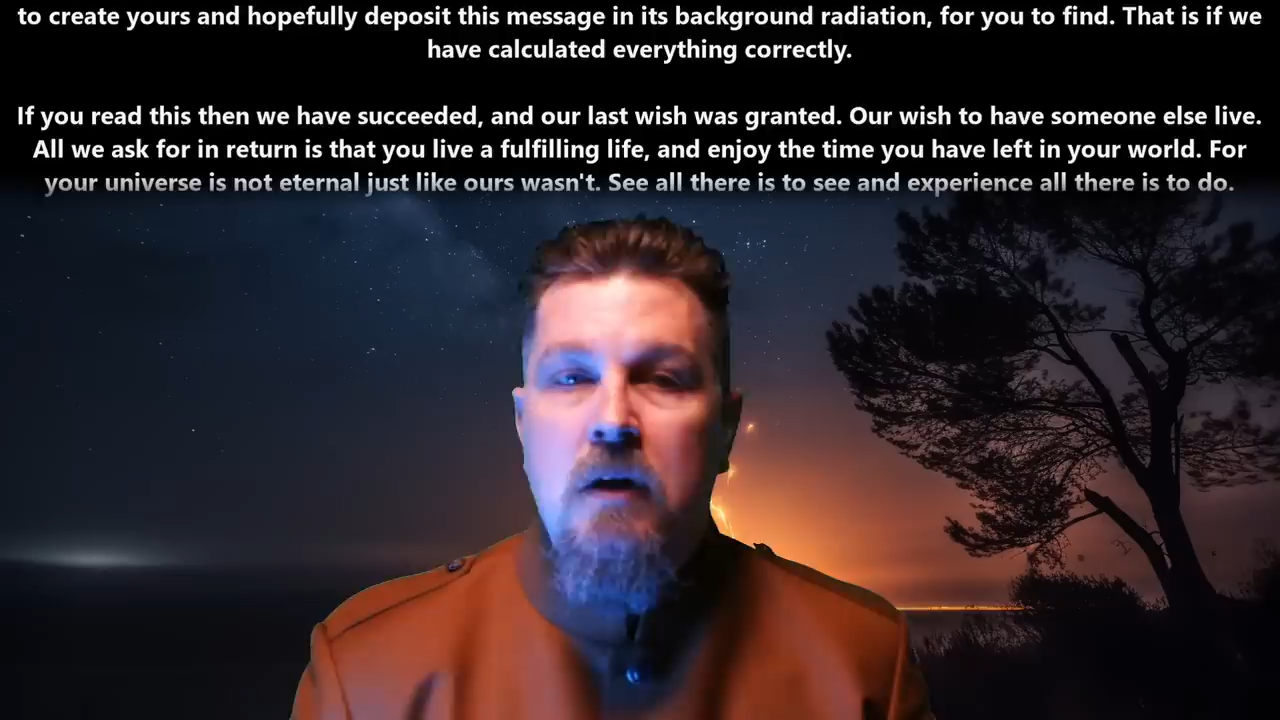 to create yours and hopefully deposit this message in its background radiation, for you to find. That is if we
have calculated everything correctly.
If you read this then we have succeeded, and our last wish was granted. Our wish to have someone else live.
All we ask for in return is that you live a fulfilling life, and enjoy the time you have left in your world. For
your universe is not eternal just like ours wasn't. See all there is to see and experience all there is to do.